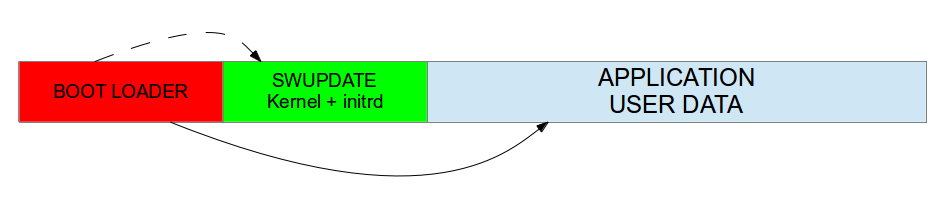 BOOT LOADER
SWUPDATE
Kernel + initrd
APPLICATION
USER DATA